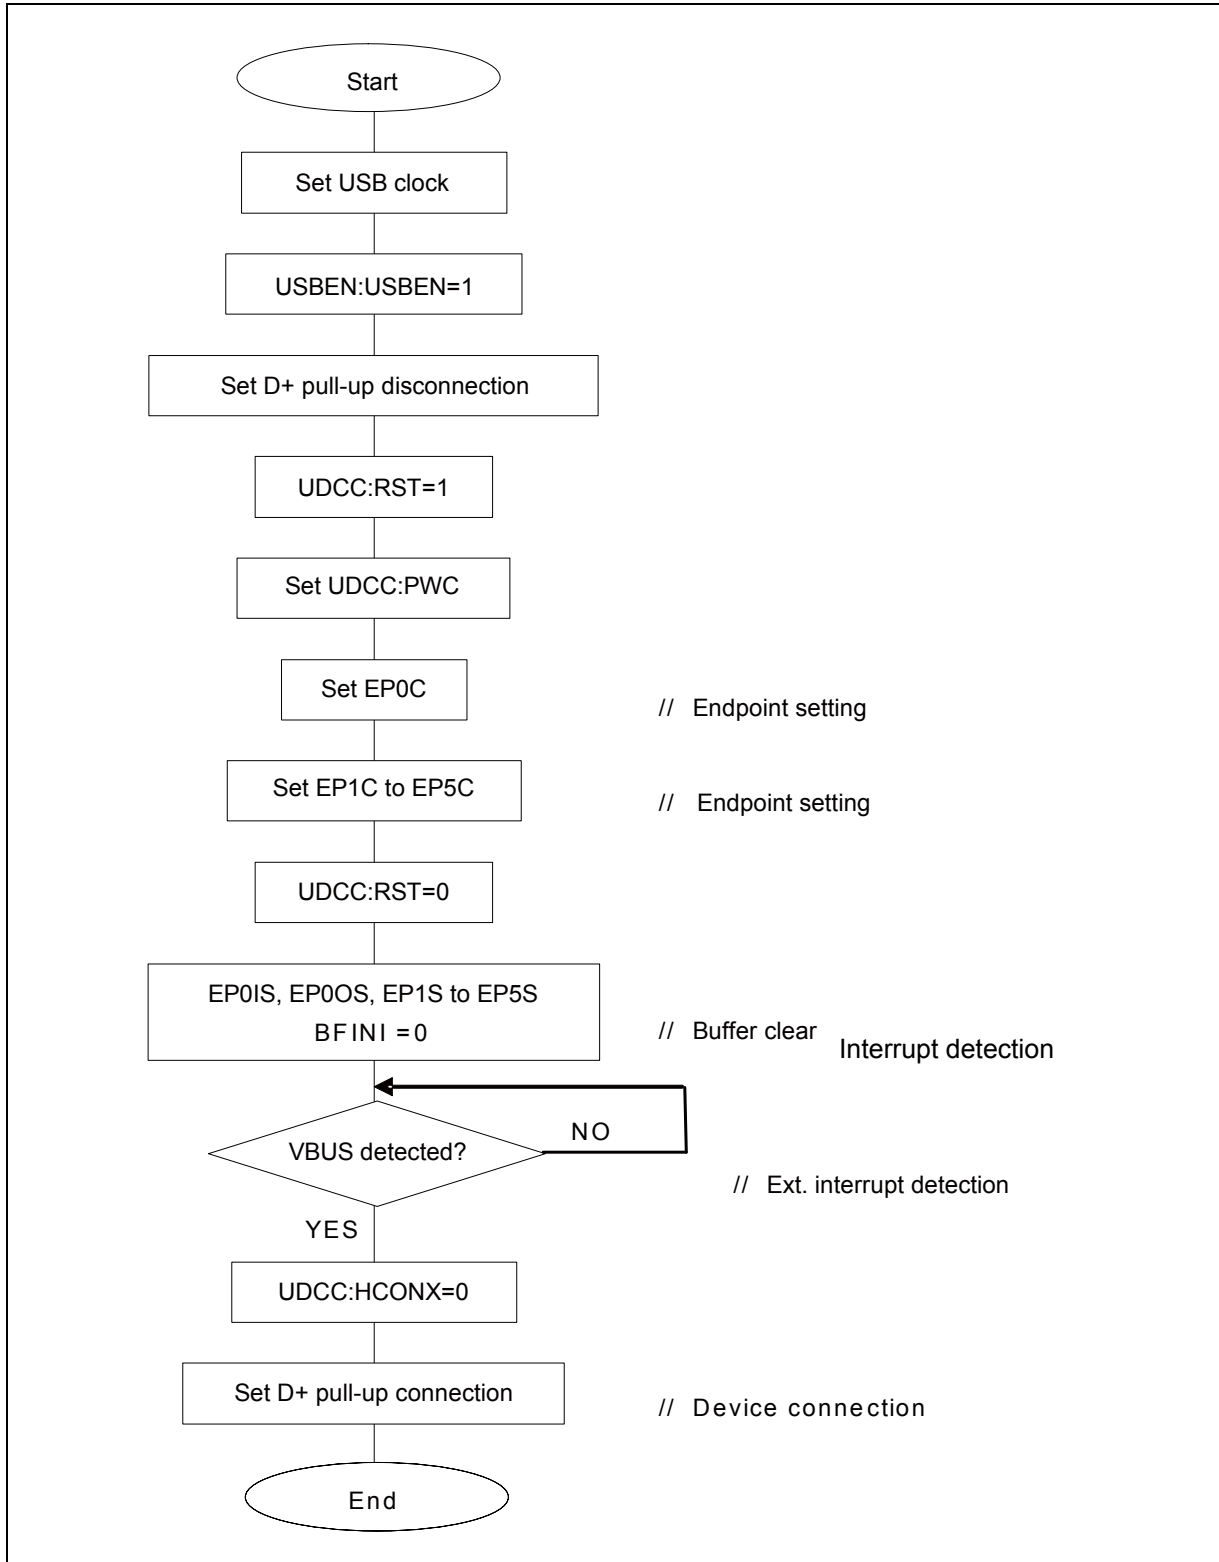 Start
Set USB clock
USBEN:USBEN=1
Set D+ pull-up disconnection
UDCC:RST=1
Set UDCC:PWC
Set EP0C
// Endpoint setting
Set EP1C to EP5C
// Endpoint setting
UDCC:RST=0
EP0IS, EP0OS, EP1S to EP5S
BFINI =0
// Buffer clear
Interrupt detection
NO
VBUS detected?
// Ext. interrupt detection
YES
UDCC:HCONX=0
Set D+ pull-up connection
// Device connection
End